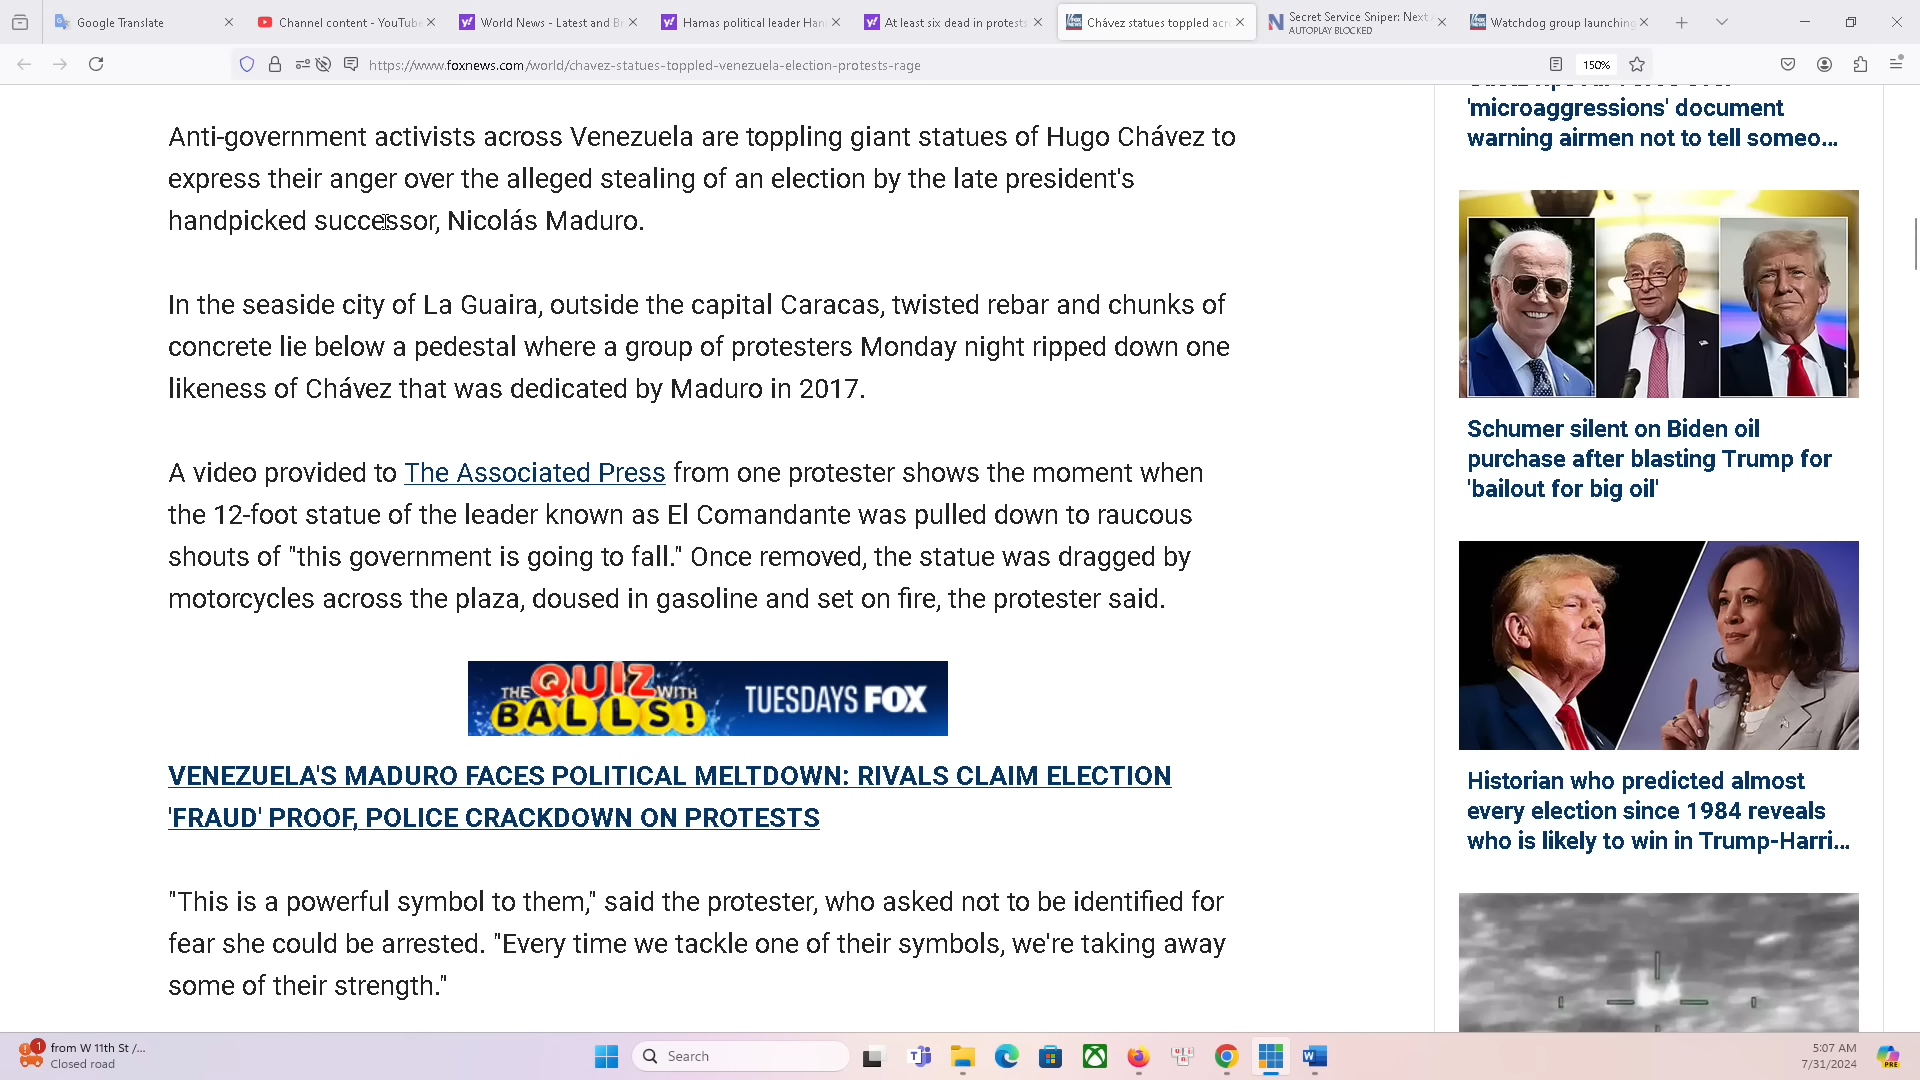 Google Translate
Channel content - YouTube
World News - Latest and Br
Hamas political leader Han
At least six dead in protests
Chávez statues toppled acr
Secret Service Sniper: Next
AUTOPLAY BLOCKED
Watchdog group launching
https://www.foxnews.com/world/chavez-statues-toppled-venezuela-election-protests-rage
150%
Anti-government activists across Venezuela are toppling giant statues of Hugo Chávez to
express their anger over the alleged stealing of an election by the late president's
handpicked successor, Nicolás Maduro.
In the seaside city of La Guaira, outside the capital Caracas, twisted rebar and chunks of
concrete lie below a pedestal where a group of protesters Monday night ripped down one
likeness of Chávez that was dedicated by Maduro in 2017.
A video provided to The Associated Press from one protester shows the moment when
the 12-foot statue of the leader known as El Comandante was pulled down to raucous
shouts of "this government is going to fall." Once removed, the statue was dragged by
motorcycles across the plaza, doused in gasoline and set on fire, the protester said.
THE QUIZ WITH BALLS!
TUESDAYS FOX
VENEZUELA'S MADURO FACES POLITICAL MELTDOWN: RIVALS CLAIM ELECTION
'FRAUD' PROOF, POLICE CRACKDOWN ON PROTESTS
"This is a powerful symbol to them," said the protester, who asked not to be identified for
fear she could be arrested. "Every time we tackle one of their symbols, we're taking away
some of their strength."
'microaggressions' document
warning airmen not to tell someo...
Schumer silent on Biden oil
purchase after blasting Trump for
'bailout for big oil'
Historian who predicted almost
every election since 1984 reveals
who is likely to win in Trump-Harri...
1
from W 11th St /...
Closed road
Search
5:07 AM
7/31/2024
PRE